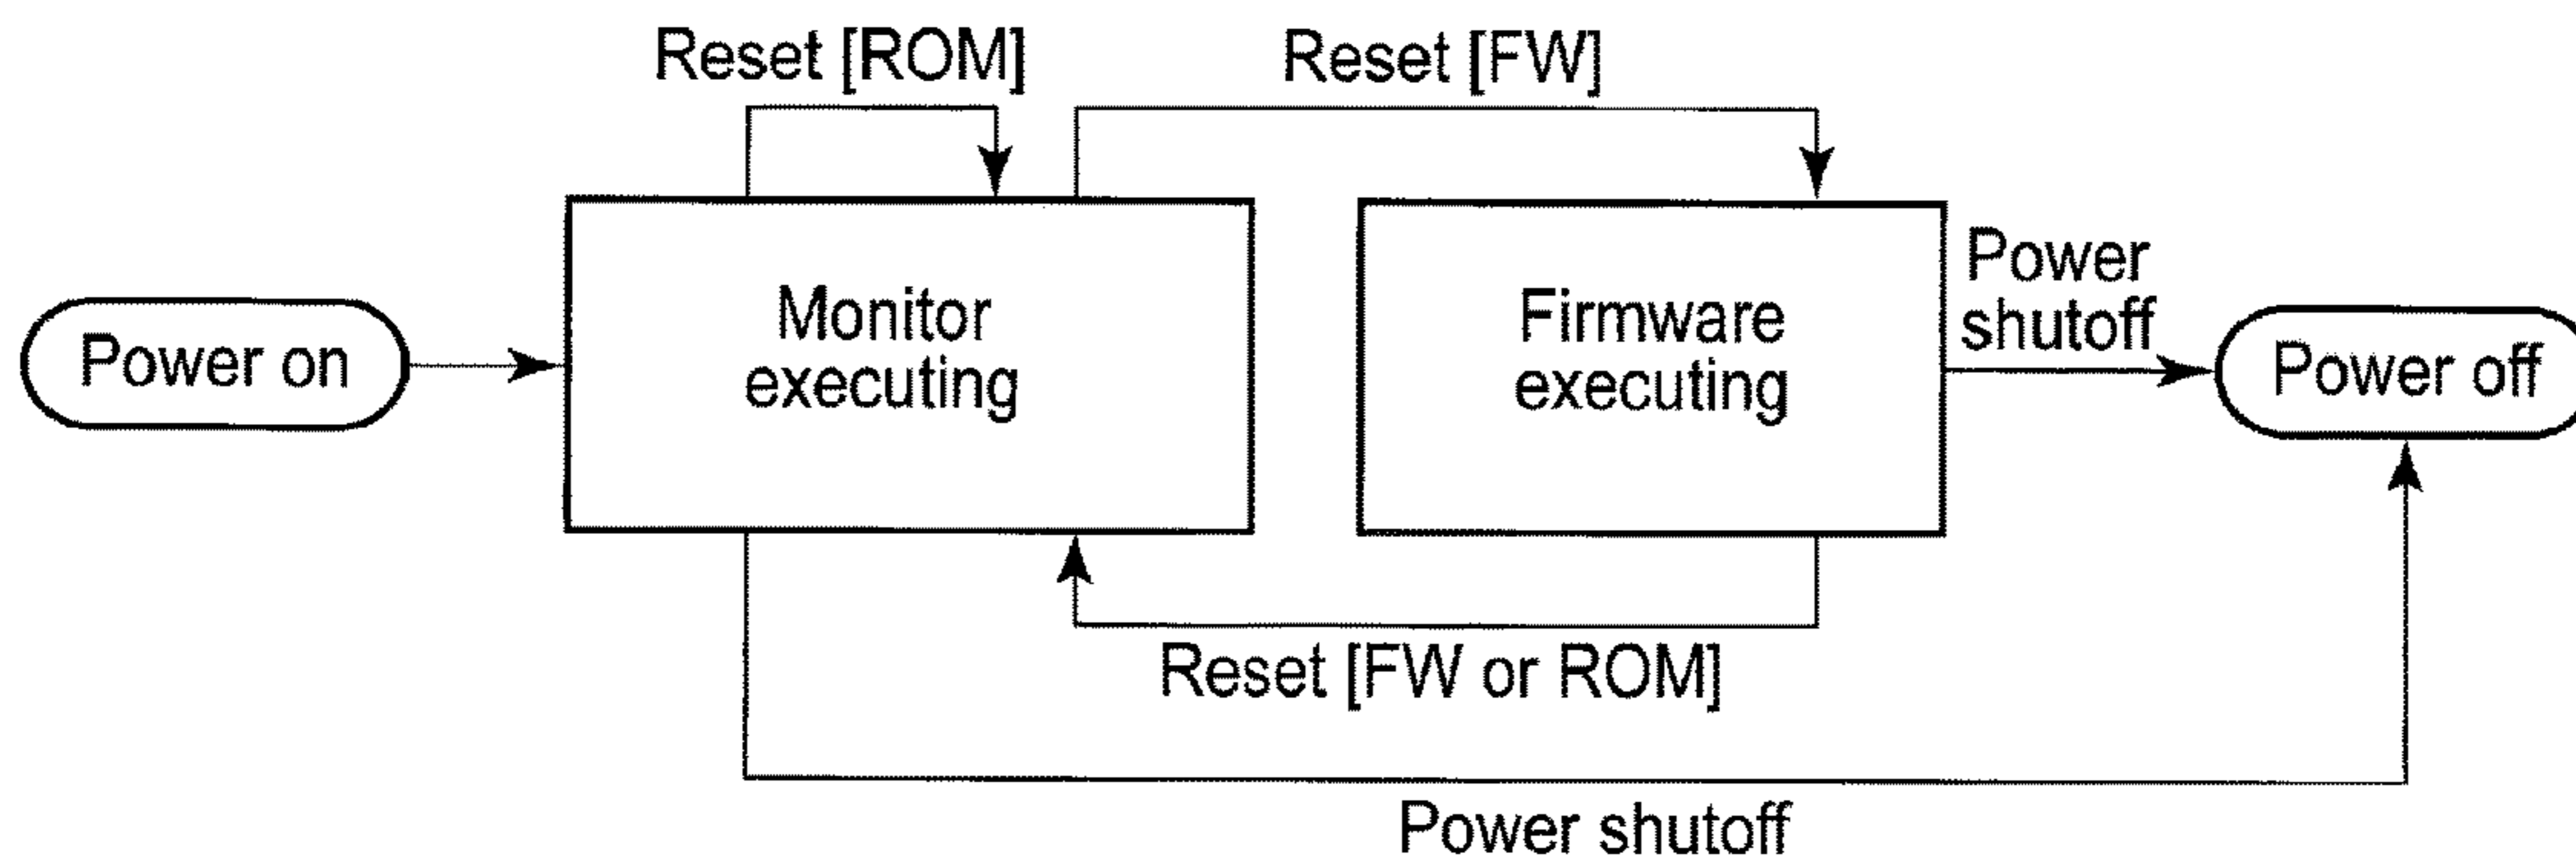 Reset [ROM]
Reset [FW]
Power on
Monitor
executing
Firmware
executing
Power
shutoff
Power off
Reset [FW or ROM]
Power shutoff